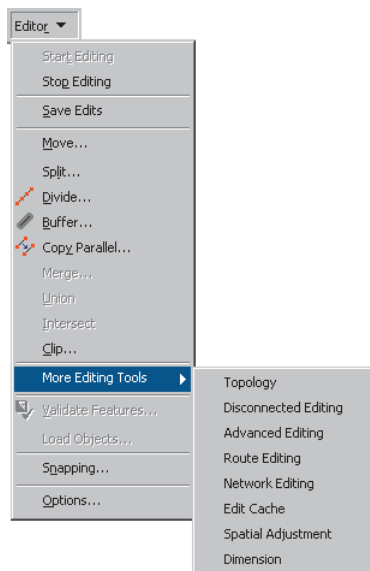 Editor
Start Editing
Stop Editing
Save Edits
Move...
Split...
Divide...
Buffer...
Copy Parallel...
Merge...
Union
Intersect
Clip...
More Editing Tools
Validate Features...
Load Objects...
Snapping...
Options...
Topology
Disconnected Editing
Advanced Editing
Route Editing
Network Editing
Edit Cache
Spatial Adjustment
Dimension